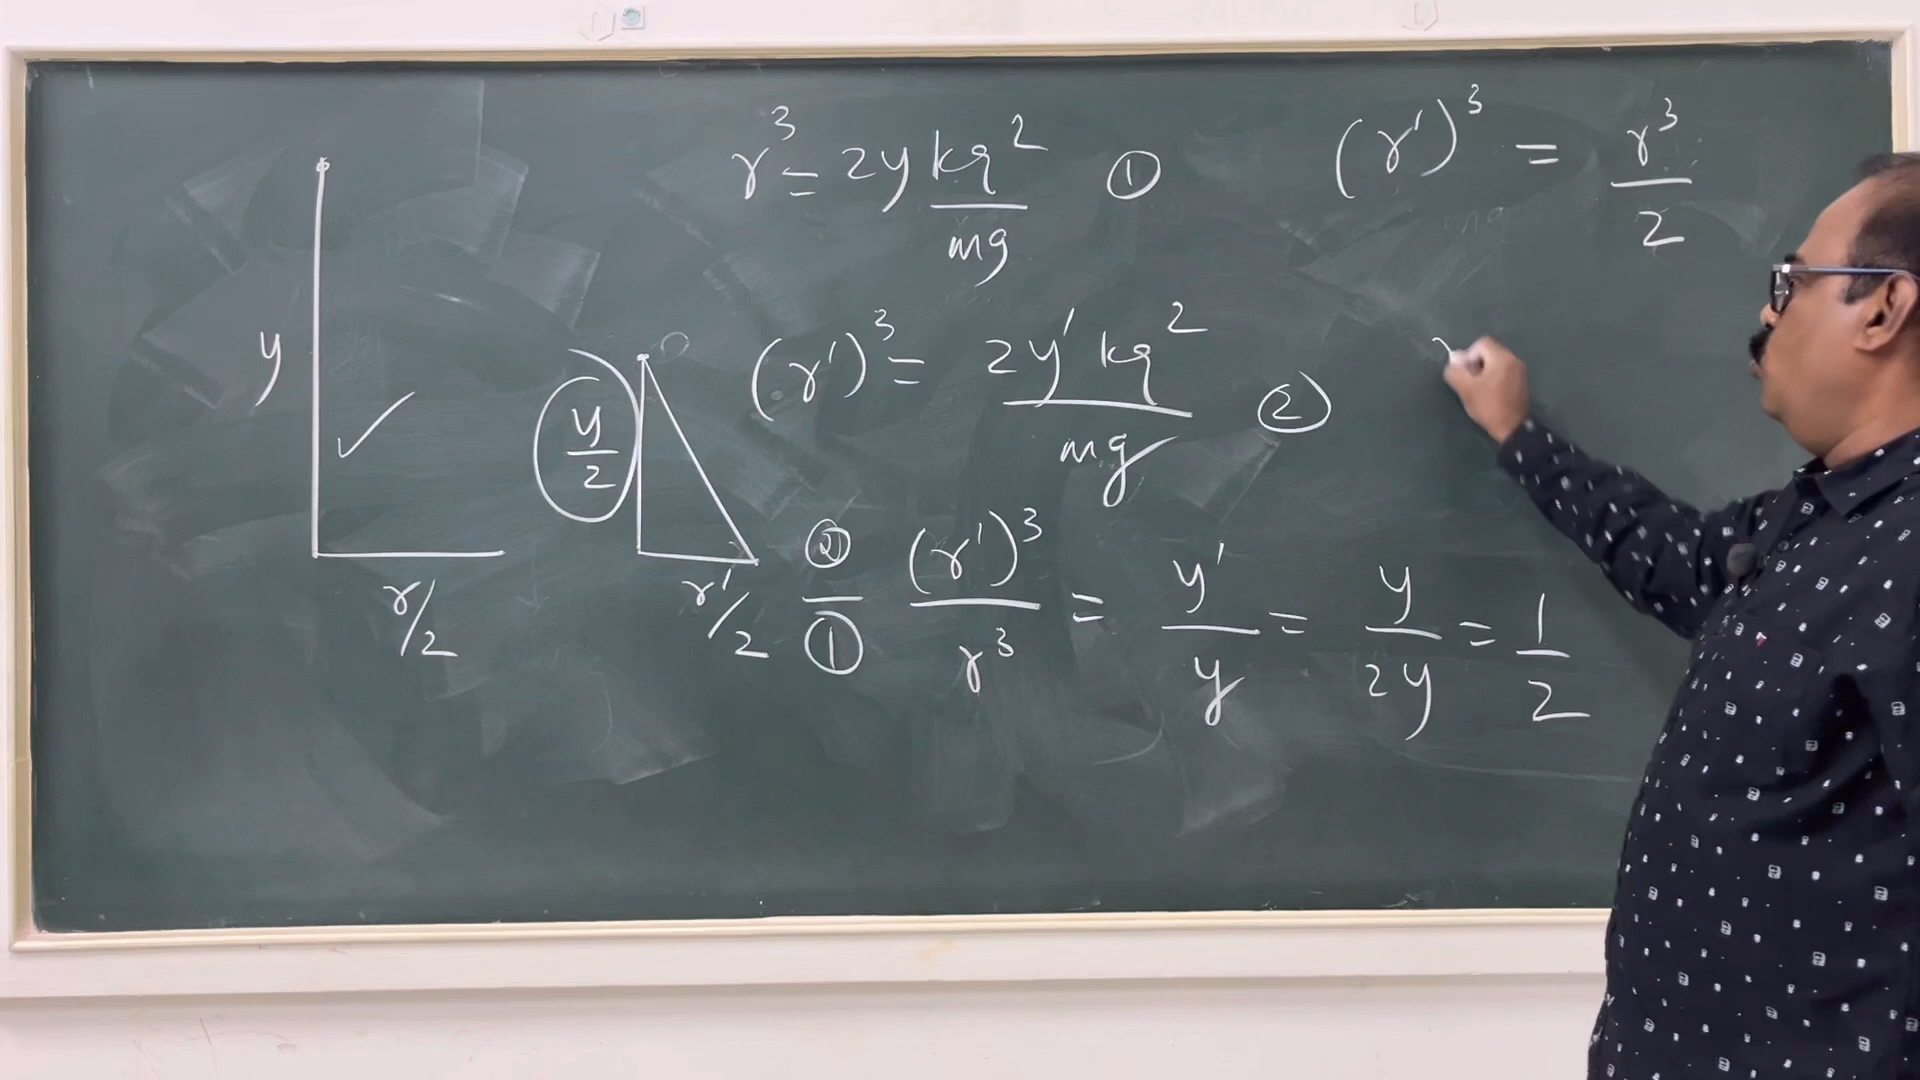 r³ = 2y kq²/mg ①
(r')³ = r³/2
(r')³ = 2y' kq²/mg ②
y
y/2
r/2
r'/2
②/① (r')³/r³ = y'/y = y/2y = 1/2